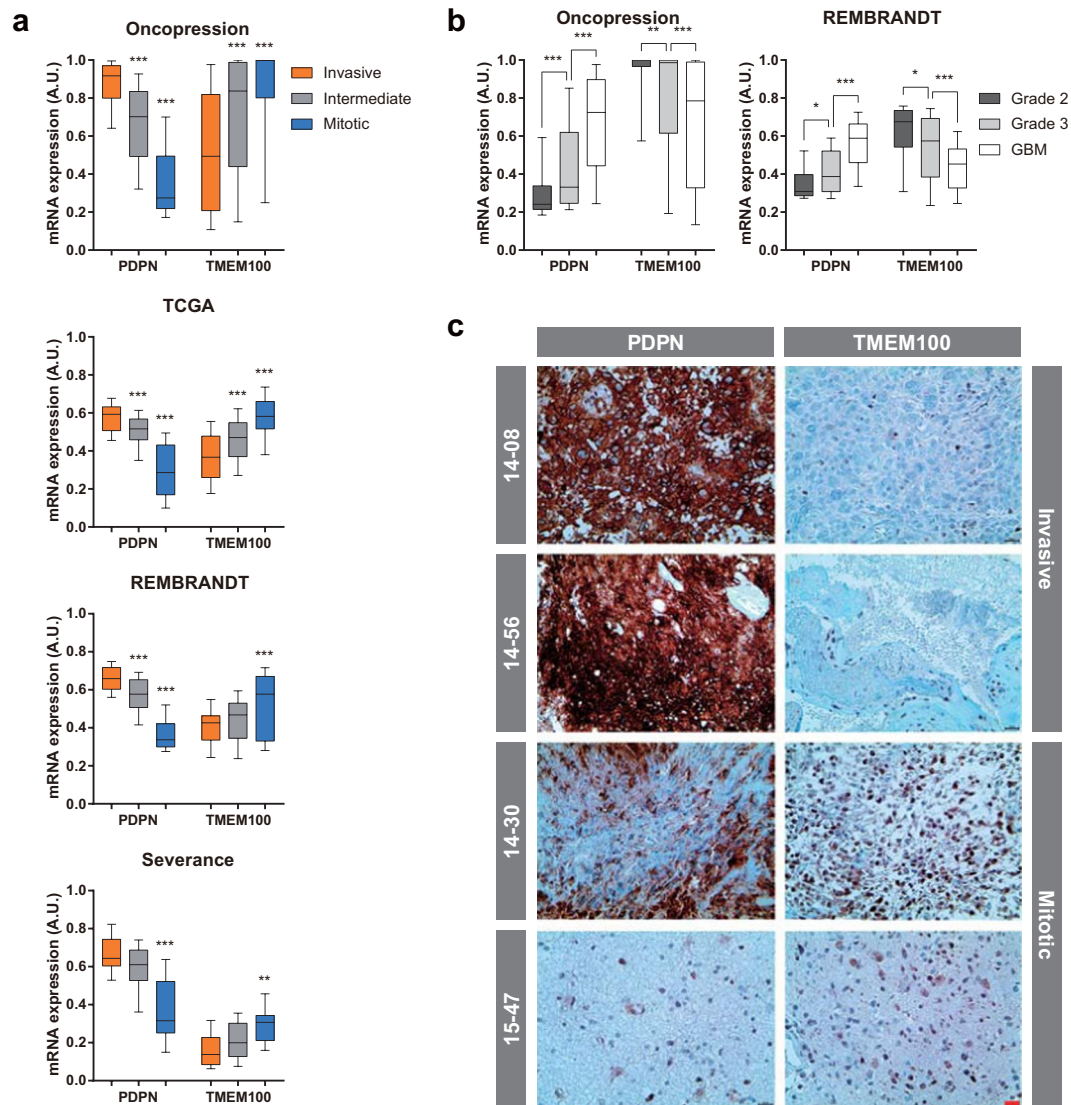 a
Oncopression
mRNA expression (A.U.)
1.0
0.8
0.6
0.4
0.2
0.0
***
***
***
***
PDPN
TMEM100
Invasive
Intermediate
Mitotic
TCGA
mRNA expression (A.U.)
1.0
0.8
0.6
0.4
0.2
0.0
***
***
***
***
PDPN
TMEM100
REMBRANDT
mRNA expression (A.U.)
1.0
0.8
0.6
0.4
0.2
0.0
***
***
***
PDPN
TMEM100
Severance
mRNA expression (A.U.)
1.0
0.8
0.6
0.4
0.2
0.0
***
**
PDPN
TMEM100
b
Oncopression
mRNA expression (A.U.)
1.0
0.8
0.6
0.4
0.2
0.0
***
***
**
***
PDPN
TMEM100
REMBRANDT
mRNA expression (A.U.)
1.0
0.8
0.6
0.4
0.2
0.0
*
***
*
***
PDPN
TMEM100
Grade 2
Grade 3
GBM
c
PDPN
TMEM100
14-08
14-56
14-30
15-47
Invasive
Mitotic